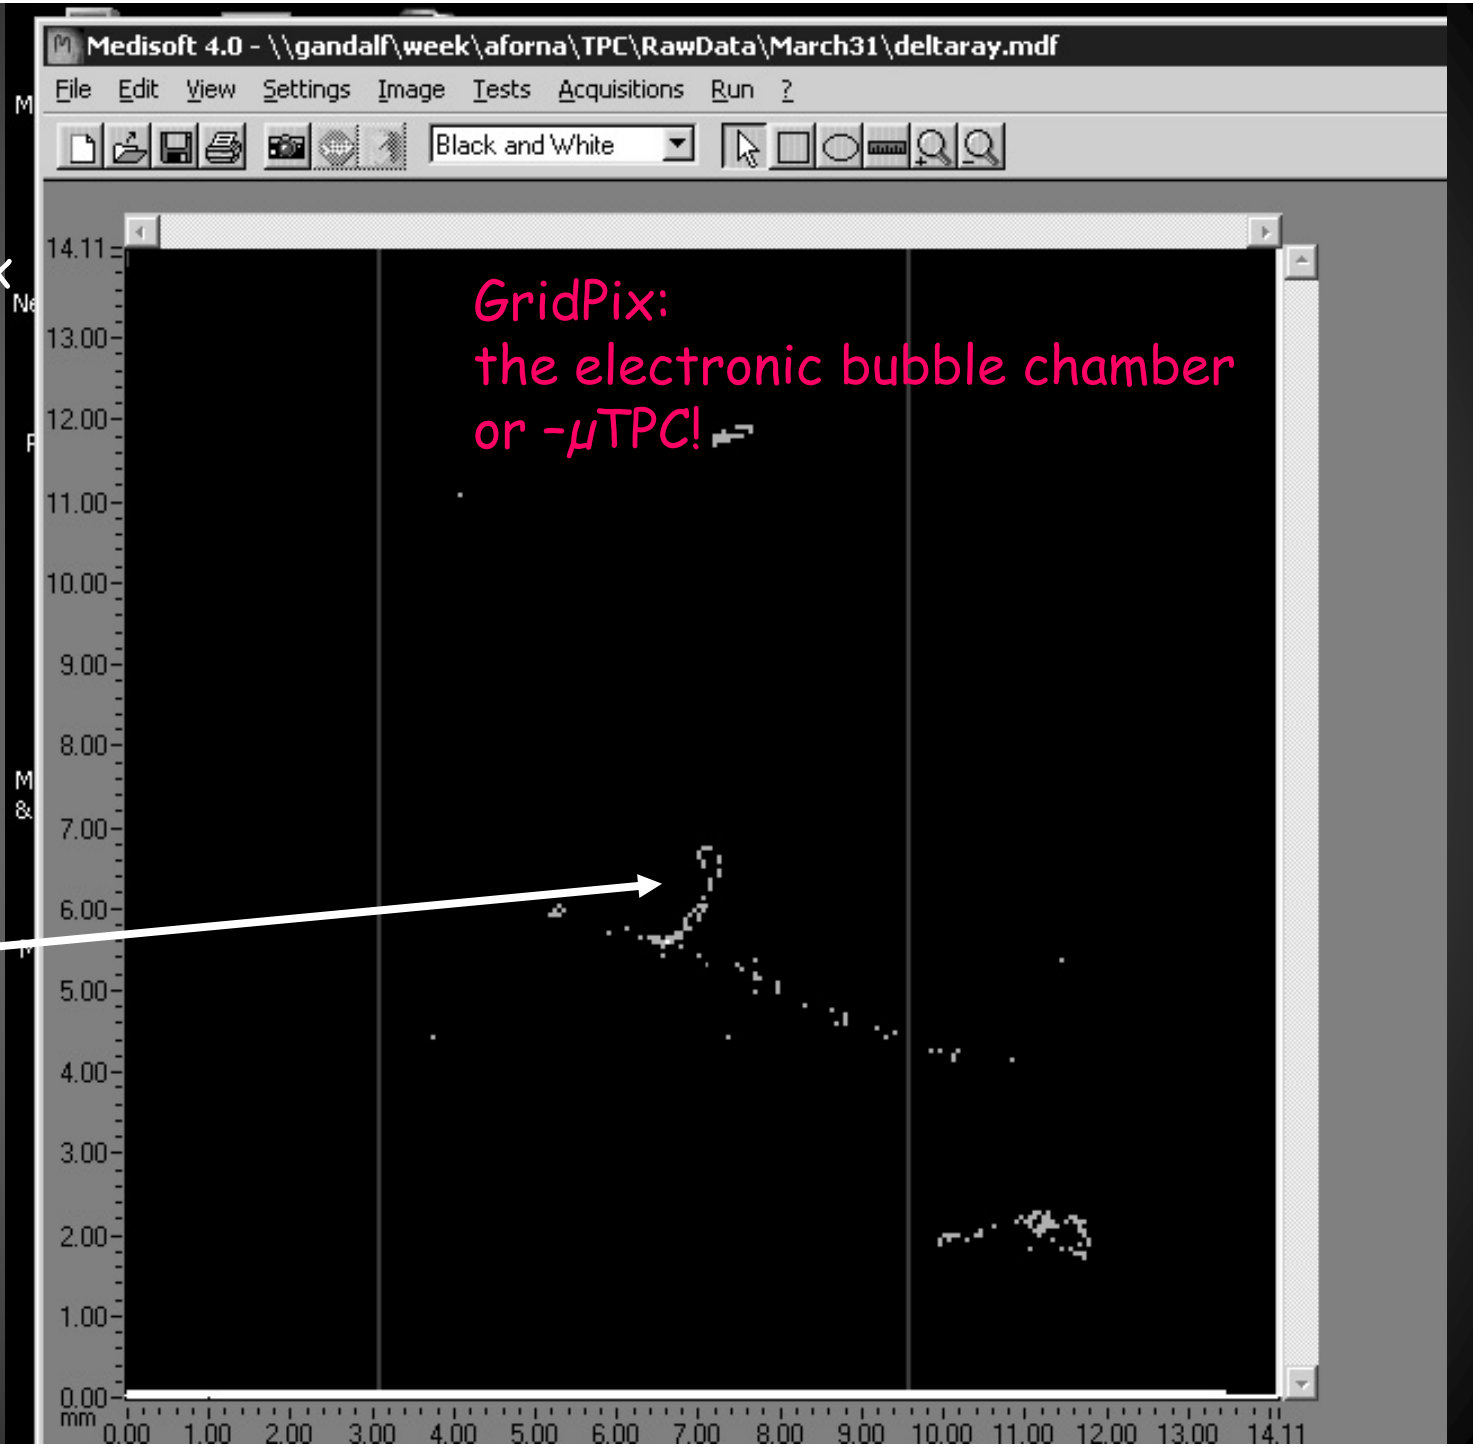 Medisoft 4.0 - \\gandalf\week\aforna\TPC\RawData\March31\deltaray.mdf
File Edit View Settings Image Tests Acquisitions Run ?
Black and White
GridPix:
the electronic bubble chamber
or -µTPC!
14.11
13.00
12.00
11.00
10.00
9.00
8.00
7.00
6.00
5.00
4.00
3.00
2.00
1.00
0.00
mm
0.00 1.00 2.00 3.00 4.00 5.00 6.00 7.00 8.00 9.00 10.00 11.00 12.00 13.00 14.11